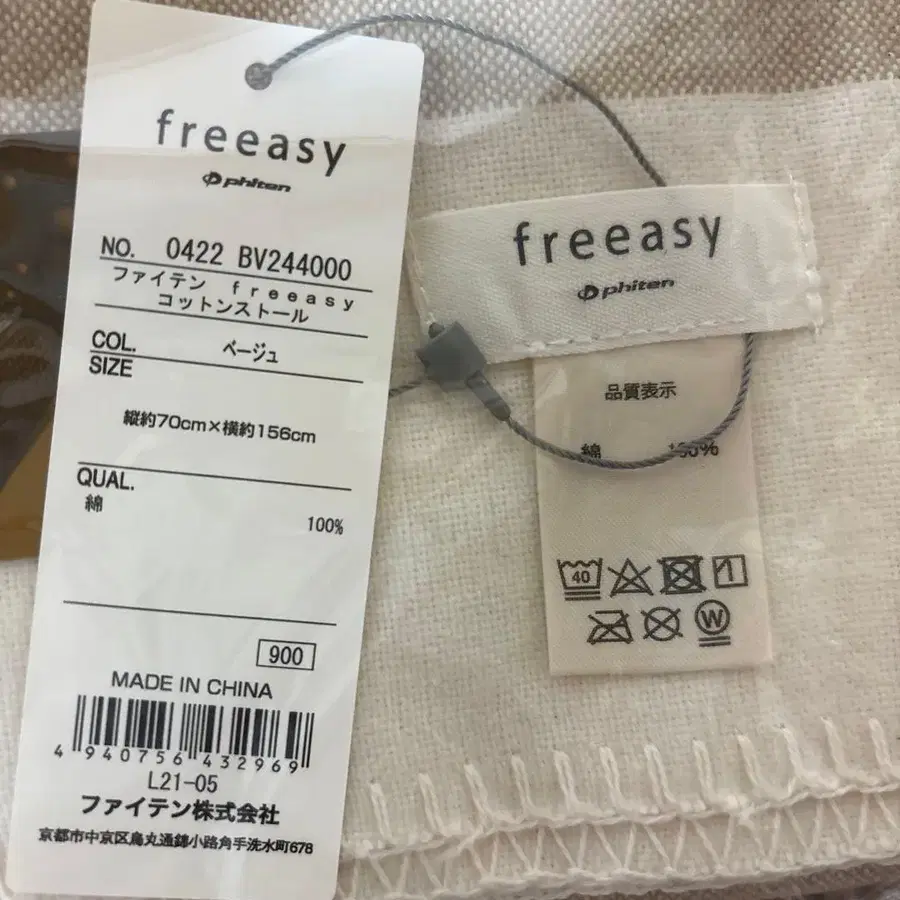 freeasy
phiten
NO. 0422 BV244000
ファイテン freeasy
コットンストール
COL. ベージュ
SIZE
縦約70cm×横約156cm
QUAL.
綿 100%
900
MADE IN CHINA
4 940756 432969
L21-05
ファイテン株式会社
京都市中京区烏丸通錦小路角手洗水町678
freeasy
phiten
品質表示
綿 100%
40
W